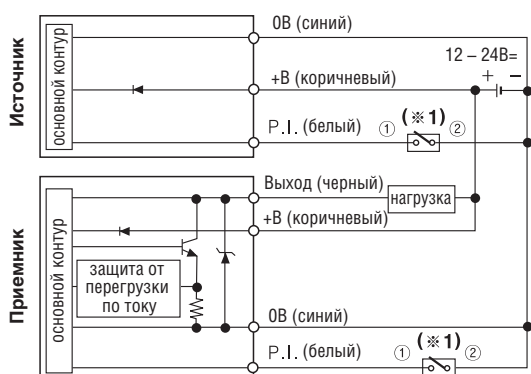 Источник
основной контур
0В (синий)
12 – 24В=
+ –
+В (коричневый)
P.I. (белый)
① (※1) ②
Приемник
основной контур
Выход (черный)
нагрузка
+В (коричневый)
защита от
перегрузки
по току
0В (синий)
P.I. (белый)
① (※1) ②